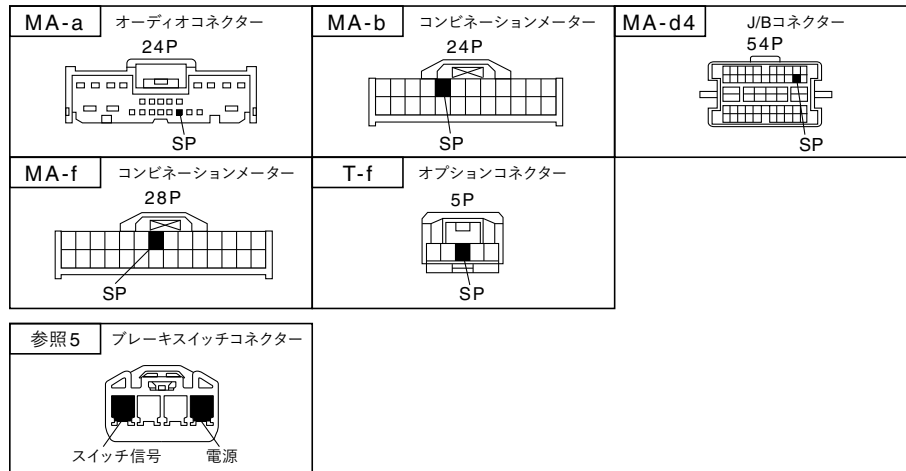 MA-a オーディオコネクター
24P
SP
MA-b コンビネーションメーター
24P
SP
MA-d4 J/Bコネクター
54P
SP
MA-f コンビネーションメーター
28P
SP
T-f オプションコネクター
5P
SP
参照5 ブレーキスイッチコネクター
スイッチ信号 電源